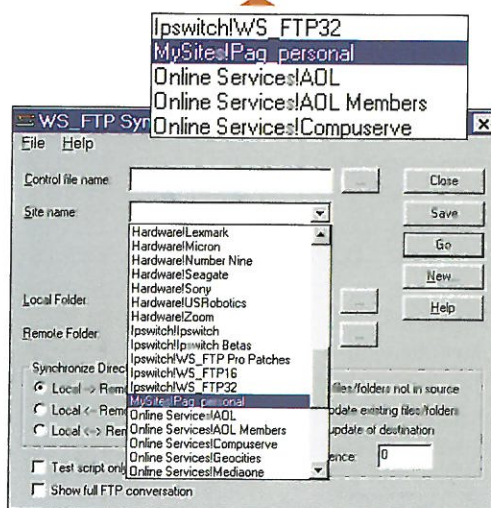 Ipswitch!WS_FTP32
MySites!Pag_personal
Online Services!AOL
Online Services!AOL Members
Online Services!Compuserve
WS_FTP Syn
File Help
Control file name: ... Close
Site name: Save
Hardware!Lexmark
Hardware!Micron
Hardware!Number Nine
Hardware!Seagate
Hardware!Sony
Hardware!USRobotics
Hardware!Zoom
Ipswitch!Ipswitch
Ipswitch!Ipswitch Betas
Ipswitch!WS_FTP Pro Patches
Ipswitch!WS_FTP16
Ipswitch!WS_FTP32
MySites!Pag_personal
Online Services!AOL
Online Services!AOL Members
Online Services!Compuserve
Online Services!Geocities
Online Services!Mediaone
Go
New...
Local Folder: ... Help
Remote Folder: ...
Synchronize Direc
Local -> Rem files/folders not in source
Local <- Rem update existing files/folders
Local <-> Rem update of destination
Test script only ence: 0
Show full FTP conversation